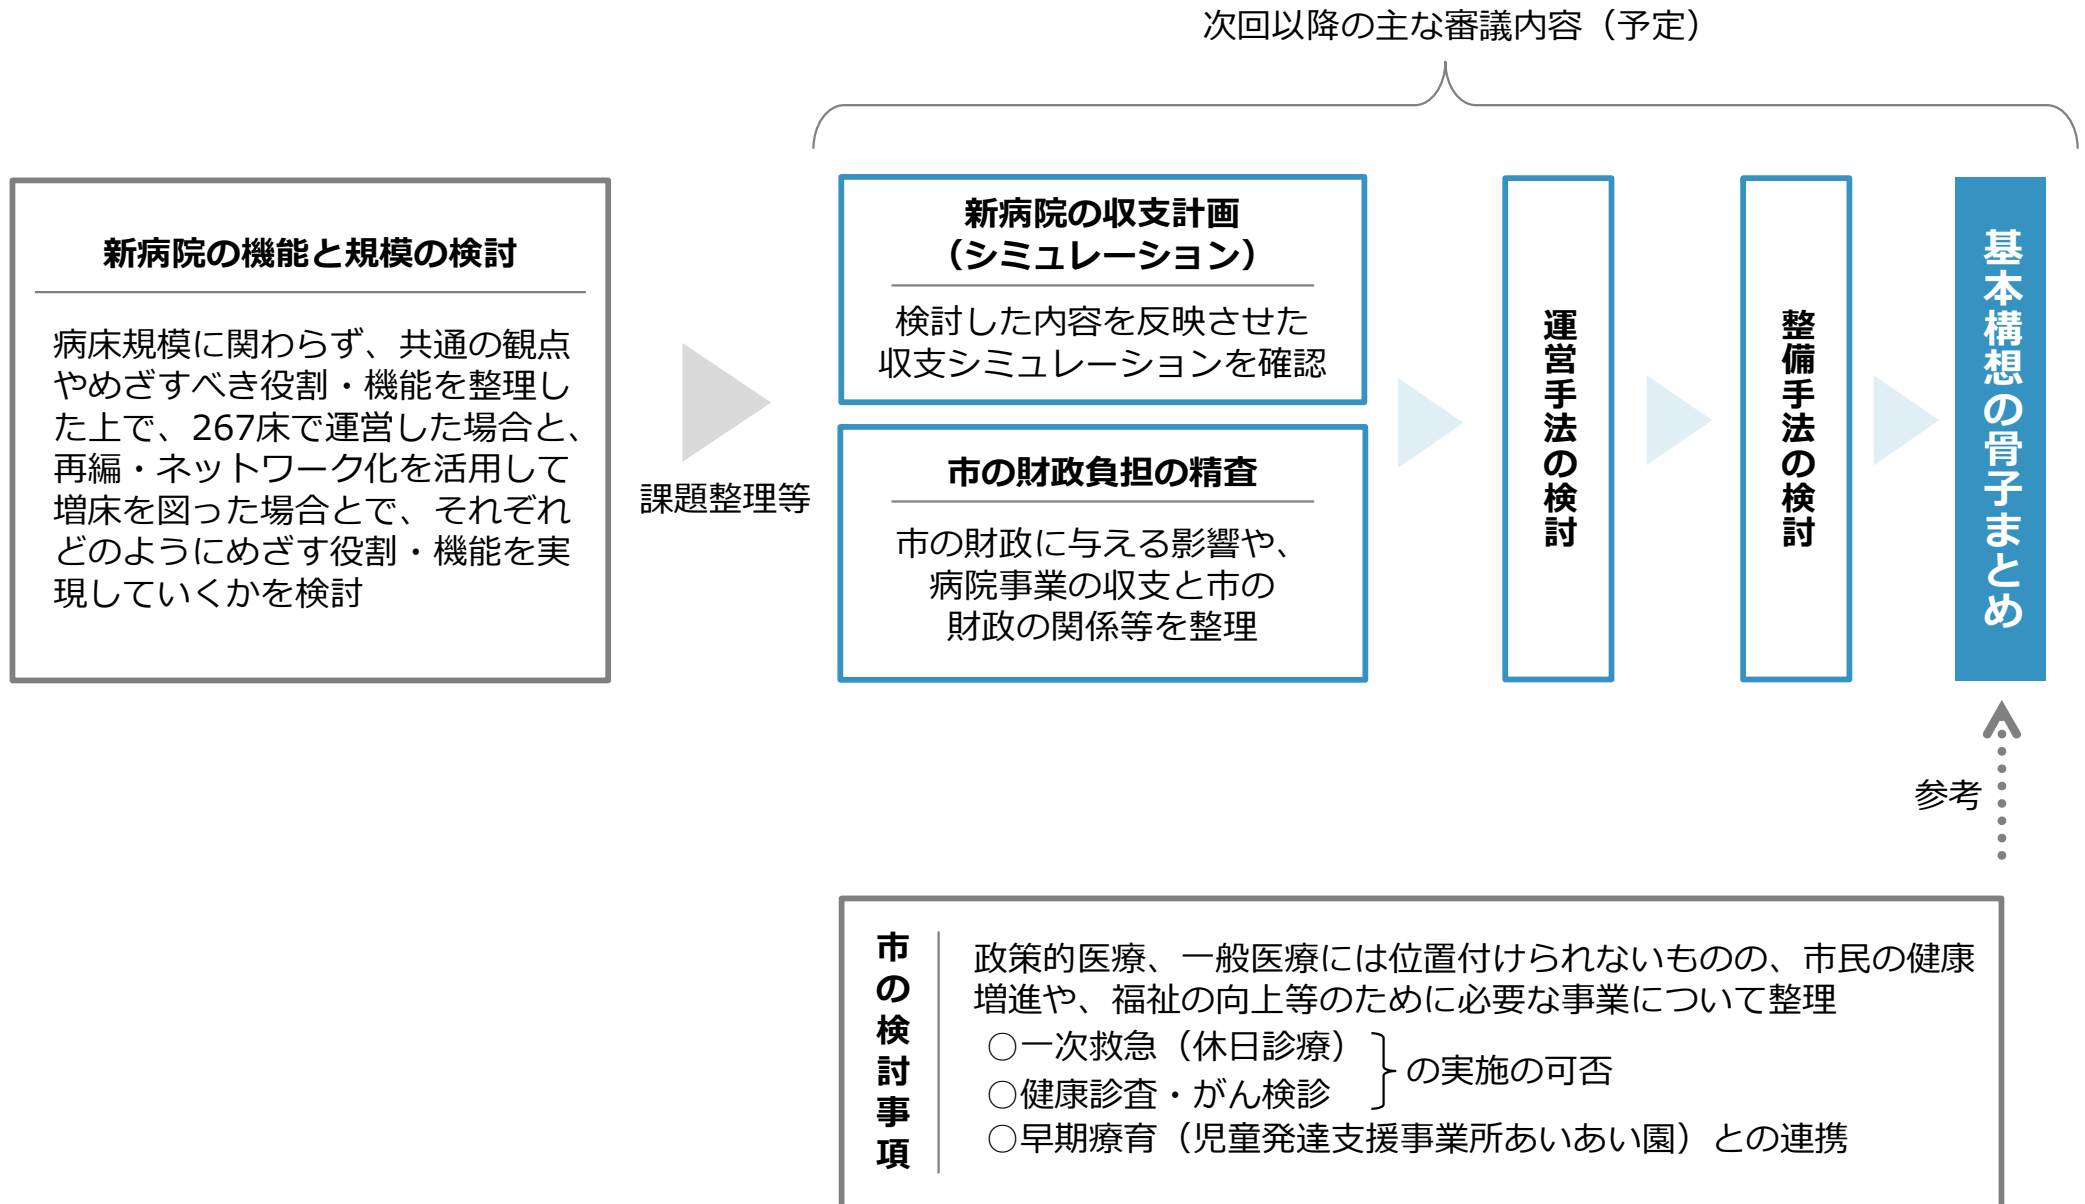 次回以降の主な審議内容（予定）
新病院の機能と規模の検討
病床規模に関わらず、共通の観点
やめざすべき役割・機能を整理し
た上で、267床で運営した場合と、
再編・ネットワーク化を活用して
増床を図った場合とで、それぞれ
どのようにめざす役割・機能を実
現していくかを検討
課題整理等
新病院の収支計画
（シミュレーション）
検討した内容を反映させた
収支シミュレーションを確認
市の財政負担の精査
市の財政に与える影響や、
病院事業の収支と市の
財政の関係等を整理
運営手法の検討
整備手法の検討
基本構想の骨子まとめ
参考
市の検討事項
政策的医療、一般医療には位置付けられないものの、市民の健康
増進や、福祉の向上等のために必要な事業について整理
○一次救急（休日診療）
○健康診査・がん検診
の実施の可否
○早期療育（児童発達支援事業所あいあい園）との連携